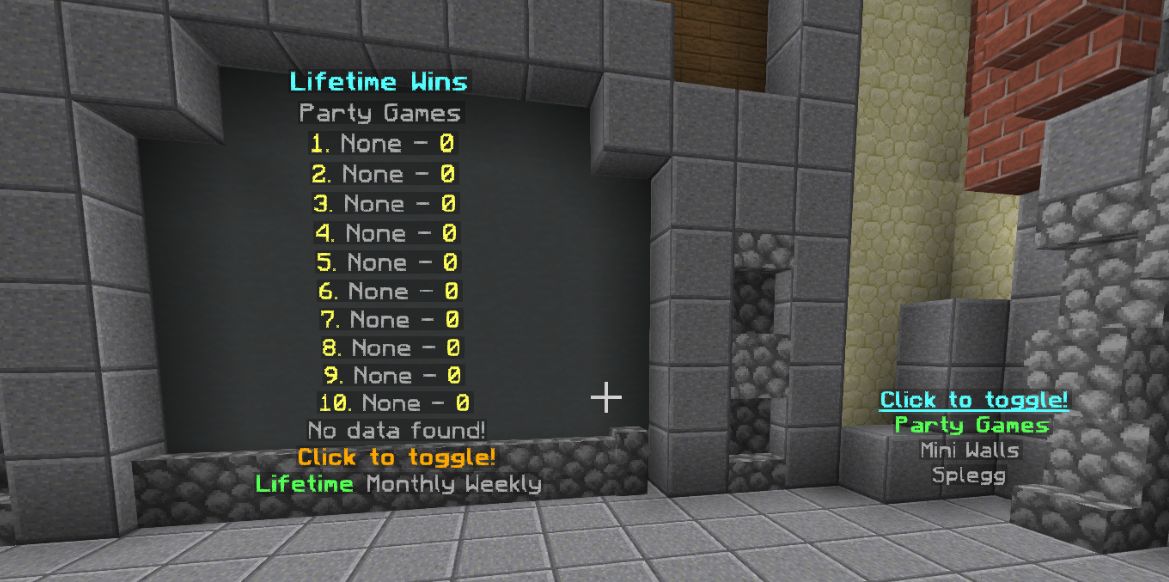 Lifetime Wins
Party Games
1. None - 0
2. None - 0
3. None - 0
4. None - 0
5. None - 0
6. None - 0
7. None - 0
8. None - 0
9. None - 0
10. None - 0
No data found!
Click to toggle!
Lifetime Monthly Weekly
Click to toggle!
Party Games
Mini Walls
Splegg